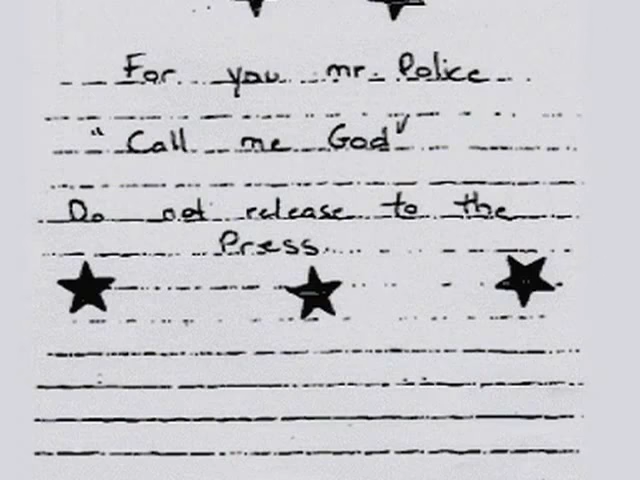 For you mr. Police
"Call me God"
Do not release to the
Press.